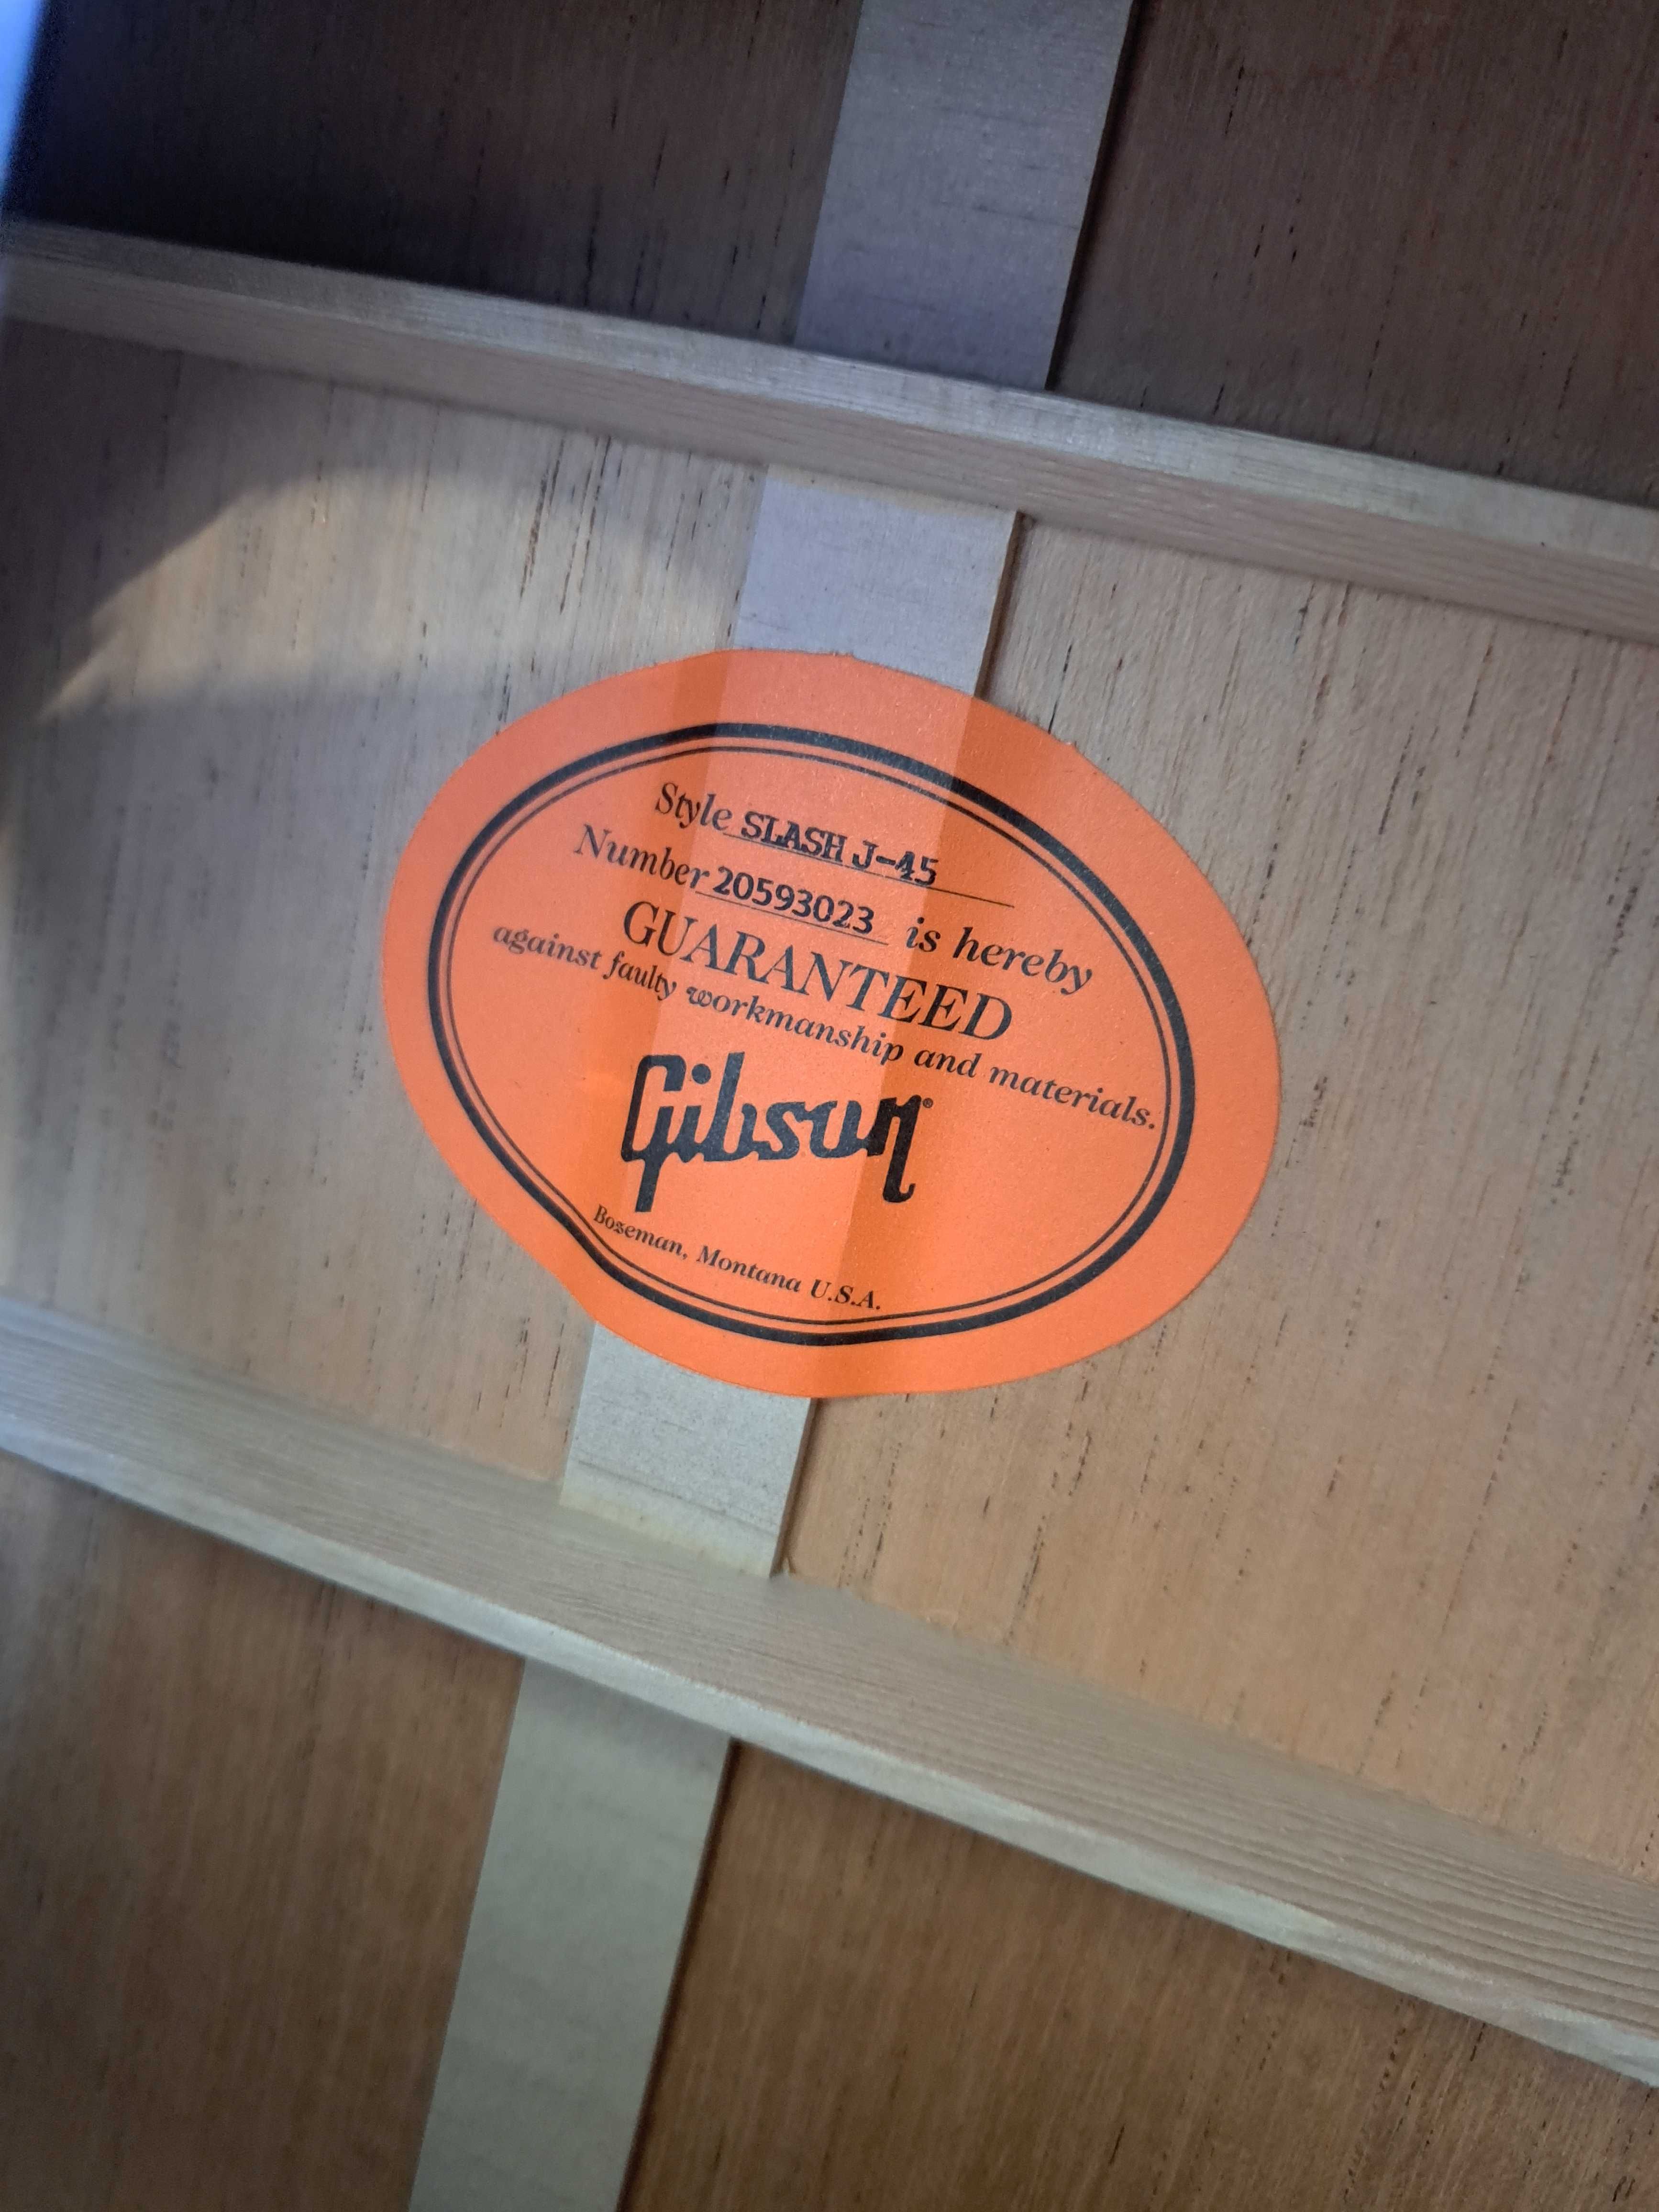 Style SLASH J-45
Number 20593023 is hereby
GUARANTEED
against faulty workmanship and materials.
Gibson®
Bozeman, Montana U.S.A.